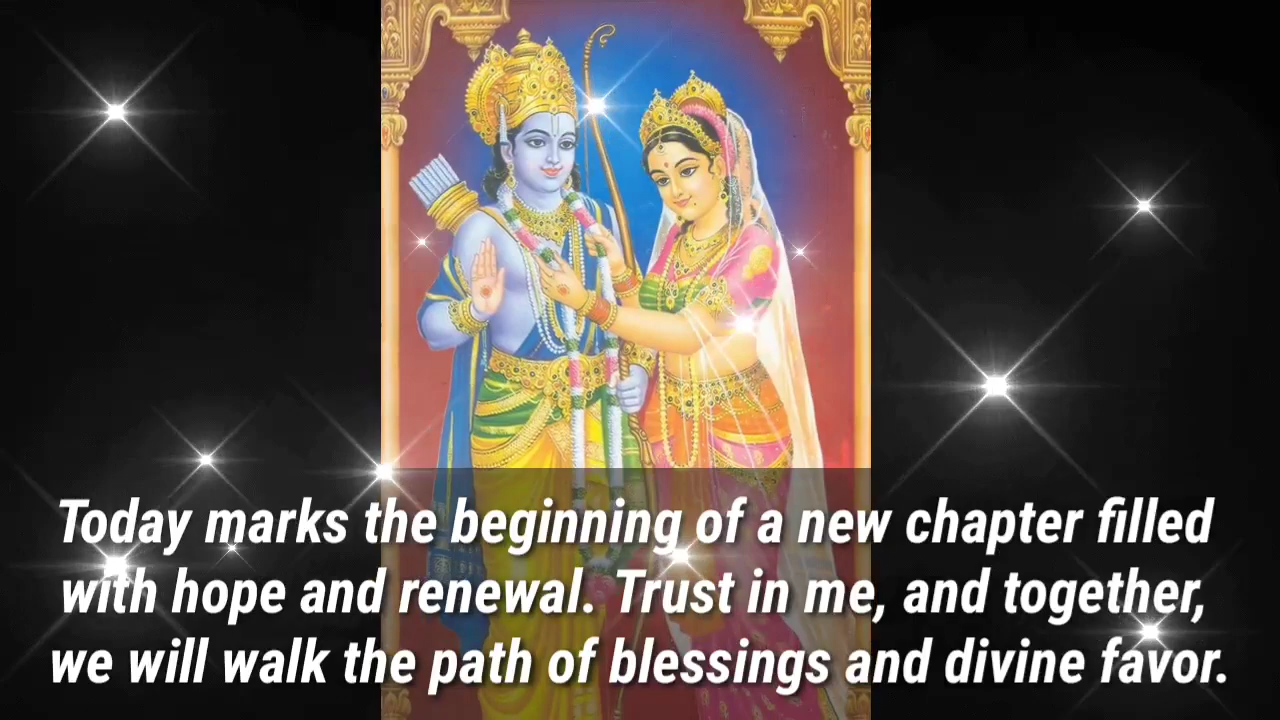 Today marks the beginning of a new chapter filled
with hope and renewal. Trust in me, and together,
we will walk the path of blessings and divine favor.